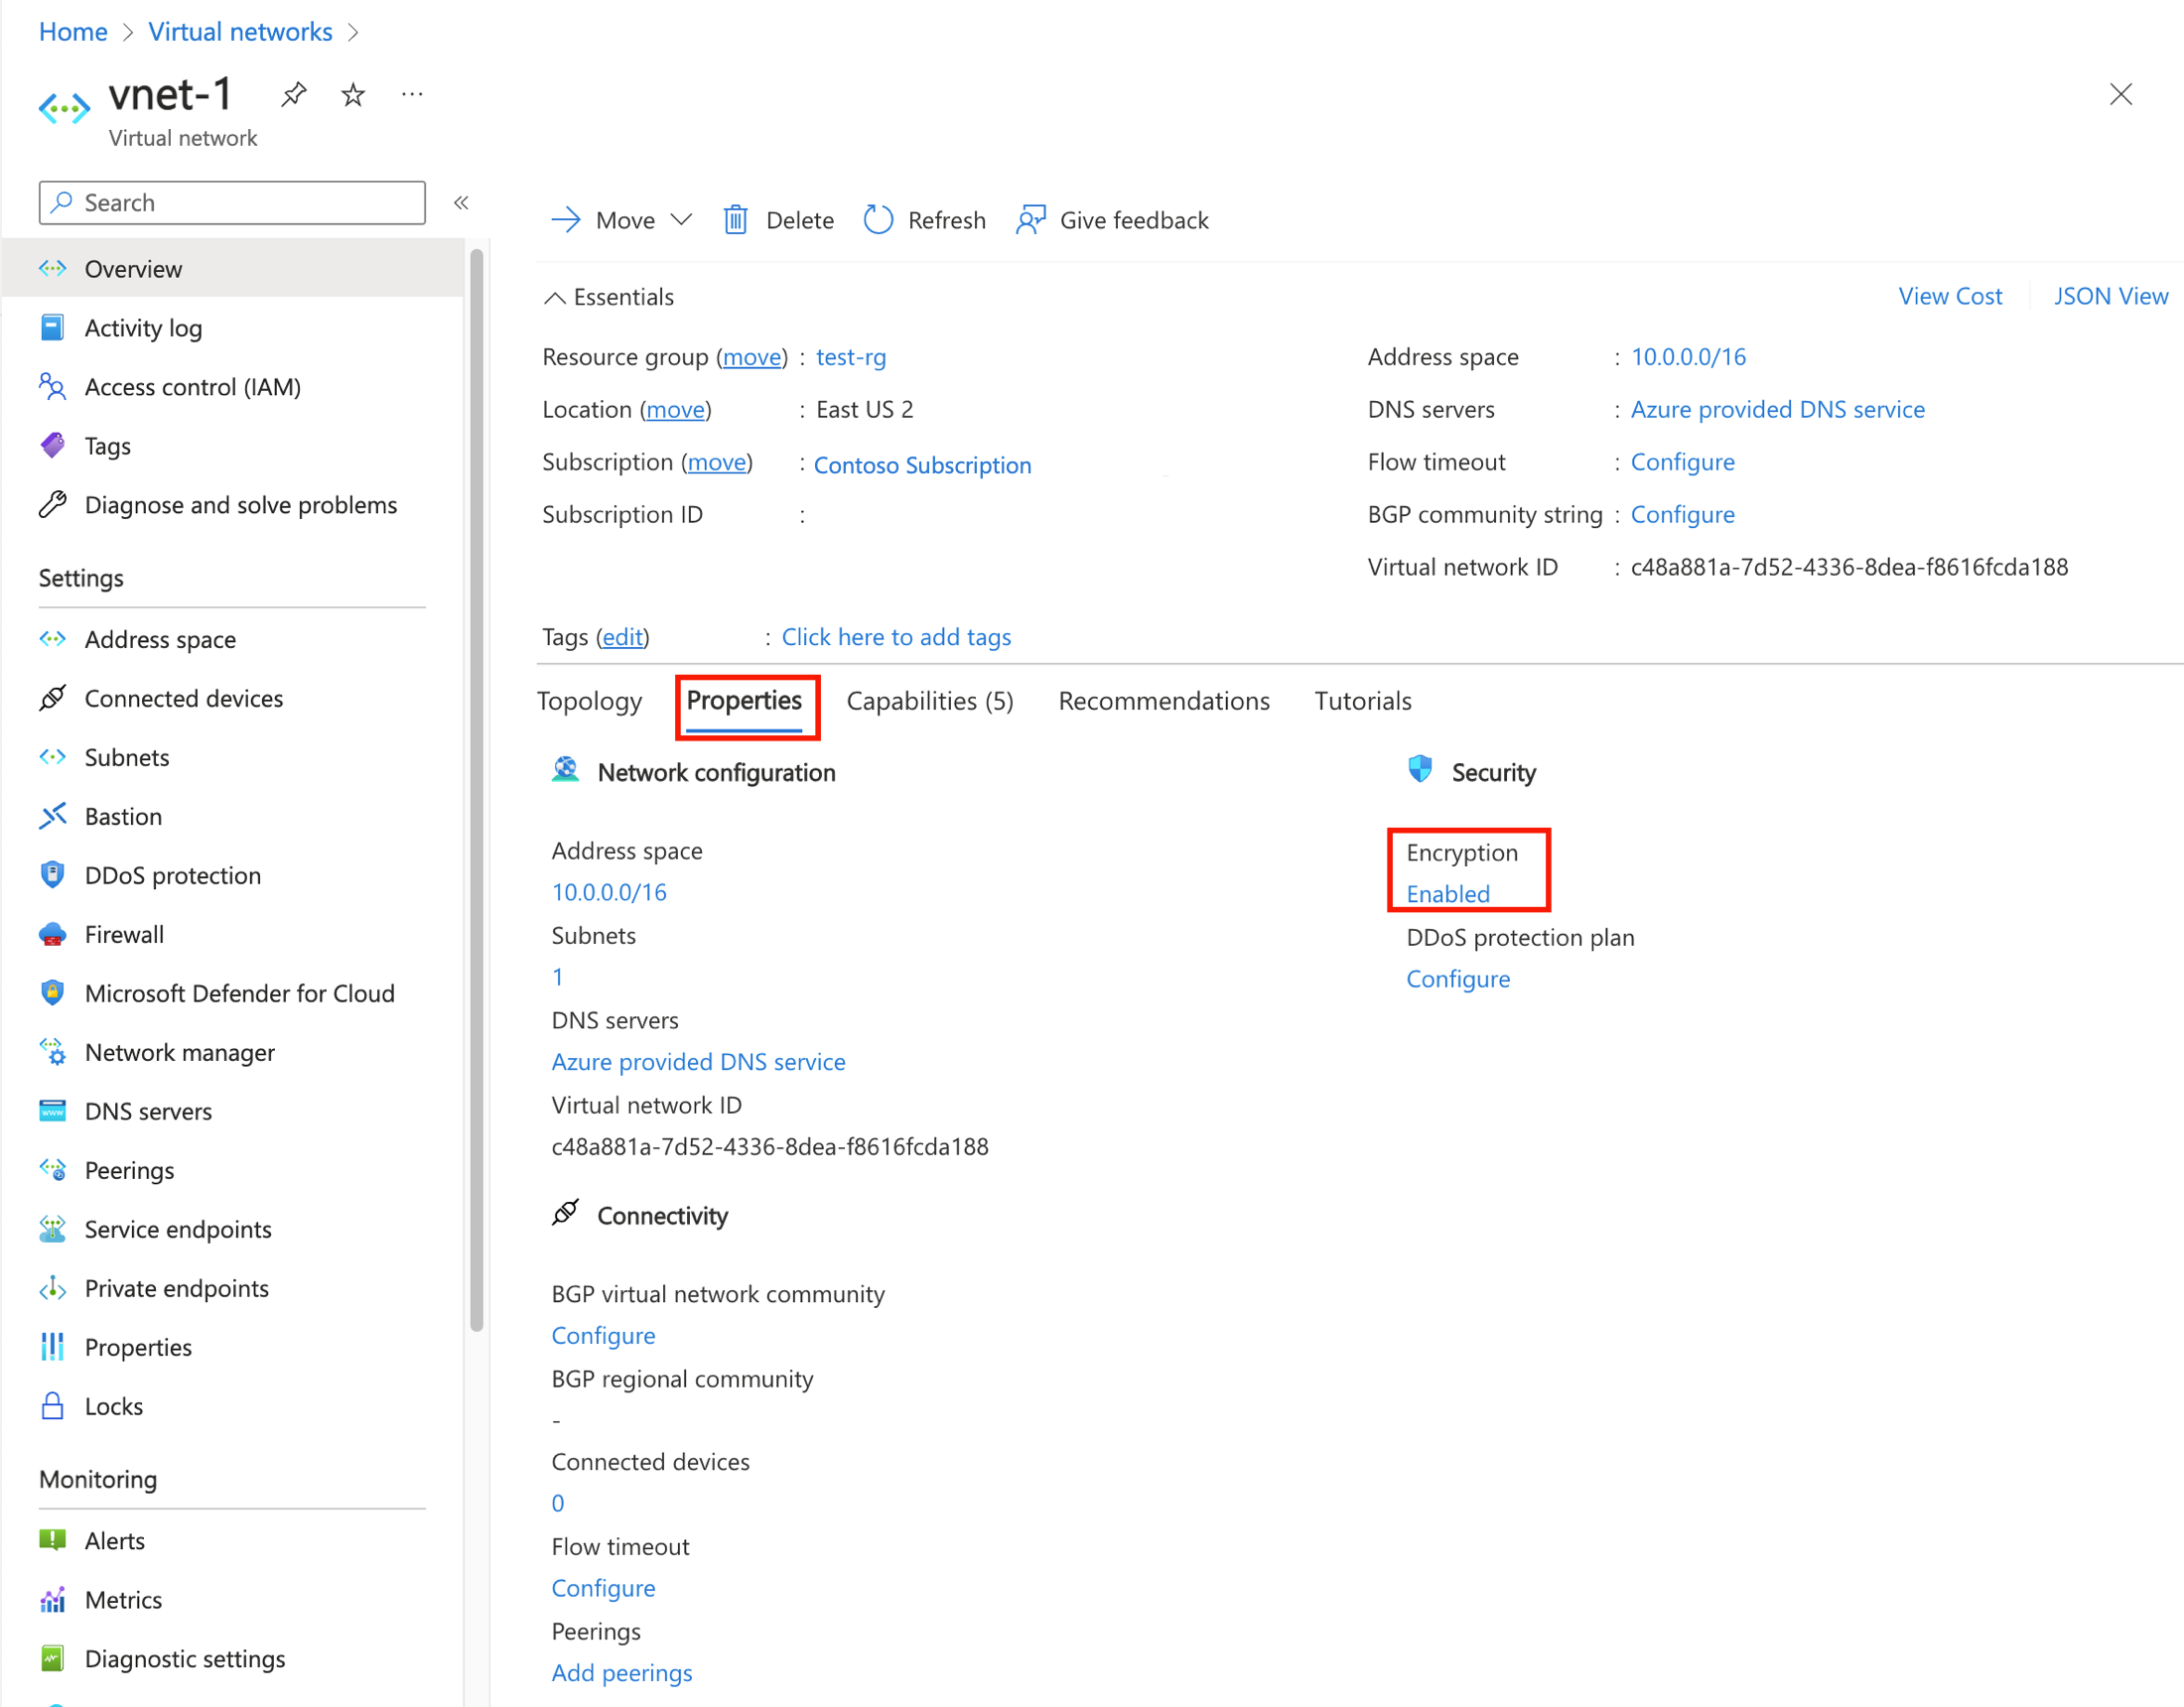 Home > Virtual networks >
vnet-1
Virtual network
Search
Overview
Activity log
Access control (IAM)
Tags
Diagnose and solve problems
Settings
Address space
Connected devices
Subnets
Bastion
DDoS protection
Firewall
Microsoft Defender for Cloud
Network manager
DNS servers
Peerings
Service endpoints
Private endpoints
Properties
Locks
Monitoring
Alerts
Metrics
Diagnostic settings
Move Delete Refresh Give feedback
Essentials
View Cost JSON View
Resource group (move) : test-rg
Location (move) : East US 2
Subscription (move) : Contoso Subscription
Subscription ID :
Address space : 10.0.0.0/16
DNS servers : Azure provided DNS service
Flow timeout : Configure
BGP community string : Configure
Virtual network ID : c48a881a-7d52-4336-8dea-f8616fcda188
Tags (edit) : Click here to add tags
Topology Properties Capabilities (5) Recommendations Tutorials
Network configuration
Address space
10.0.0.0/16
Subnets
1
DNS servers
Azure provided DNS service
Virtual network ID
c48a881a-7d52-4336-8dea-f8616fcda188
Connectivity
BGP virtual network community
Configure
BGP regional community
-
Connected devices
0
Flow timeout
Configure
Peerings
Add peerings
Security
Encryption
Enabled
DDoS protection plan
Configure